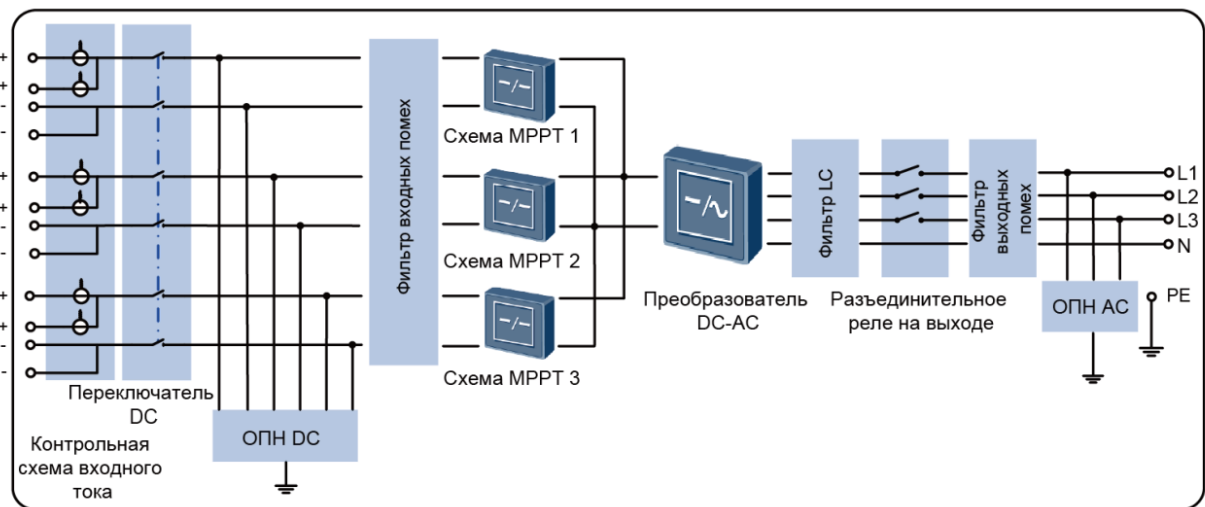 +
+
-
-
+
+
-
-
+
+
-
-
Контрольная
схема входного
тока
Переключатель
DC
ОПН DC
Фильтр входных помех
Схема MPPT 1
Схема MPPT 2
Схема MPPT 3
Преобразователь
DC-AC
Фильтр LC
Разъединительное
реле на выходе
Фильтр
выходных
помех
L1
L2
L3
N
ОПН AC
PE